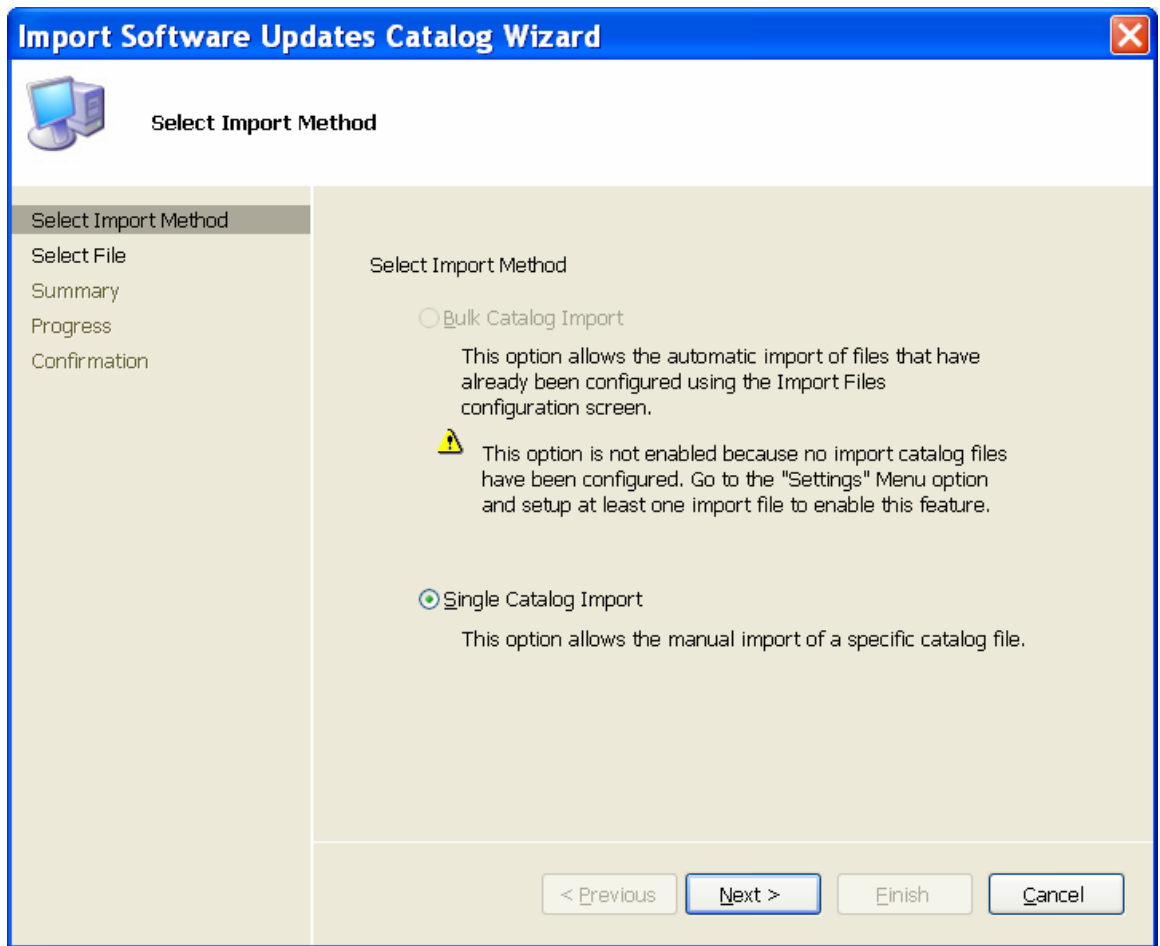 Import Software Updates Catalog Wizard
Select Import Method
Select Import Method
Select File
Summary
Progress
Confirmation
Select Import Method
Bulk Catalog Import
This option allows the automatic import of files that have
already been configured using the Import Files
configuration screen.
This option is not enabled because no import catalog files
have been configured. Go to the "Settings" Menu option
and setup at least one import file to enable this feature.
Single Catalog Import
This option allows the manual import of a specific catalog file.
< Previous
Next >
Finish
Cancel